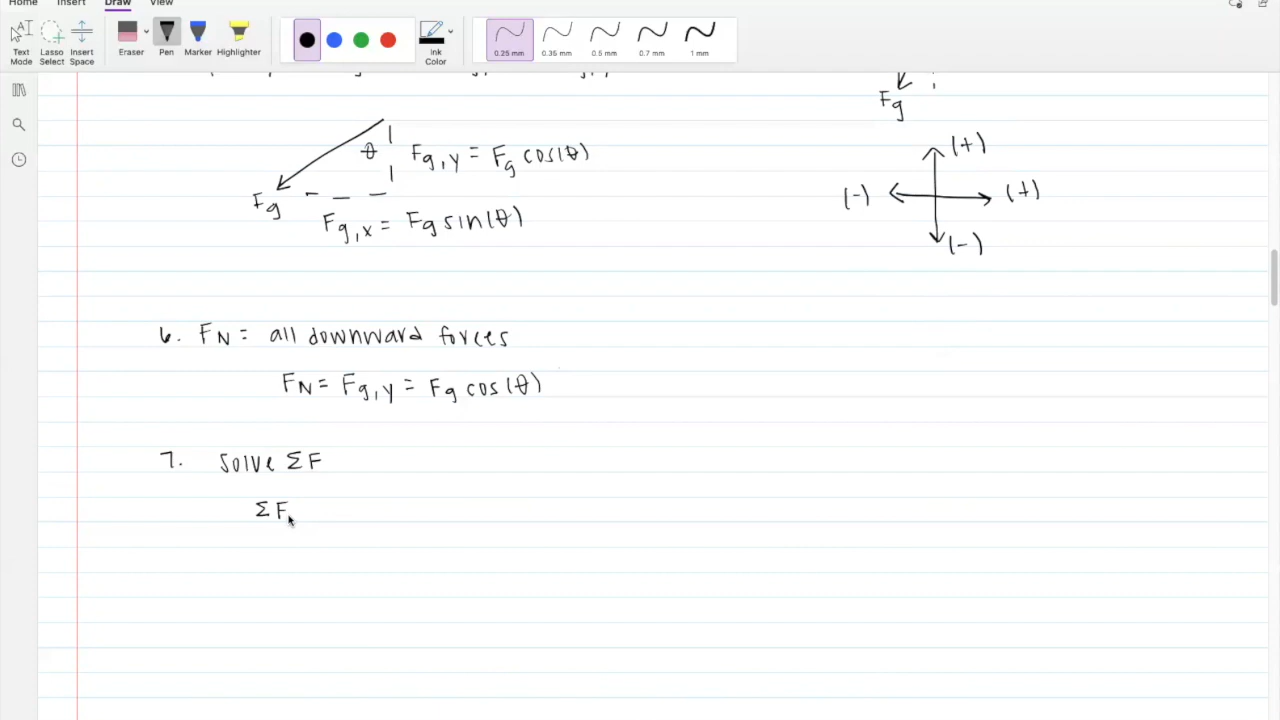 Home Insert Draw View
Text Mode
Lasso Select
Insert Space
Eraser
Pen
Marker
Highlighter
Ink Color
0.25 mm
0.35 mm
0.5 mm
0.7 mm
1 mm
Fg
θ Fg,y = Fg cos(θ)
Fg
Fg,x = Fg sin(θ)
(+)
(-) (+)
(-)
6. FN = all downward forces
FN = Fg,y = Fg cos(θ)
7. Solve ΣF
ΣF